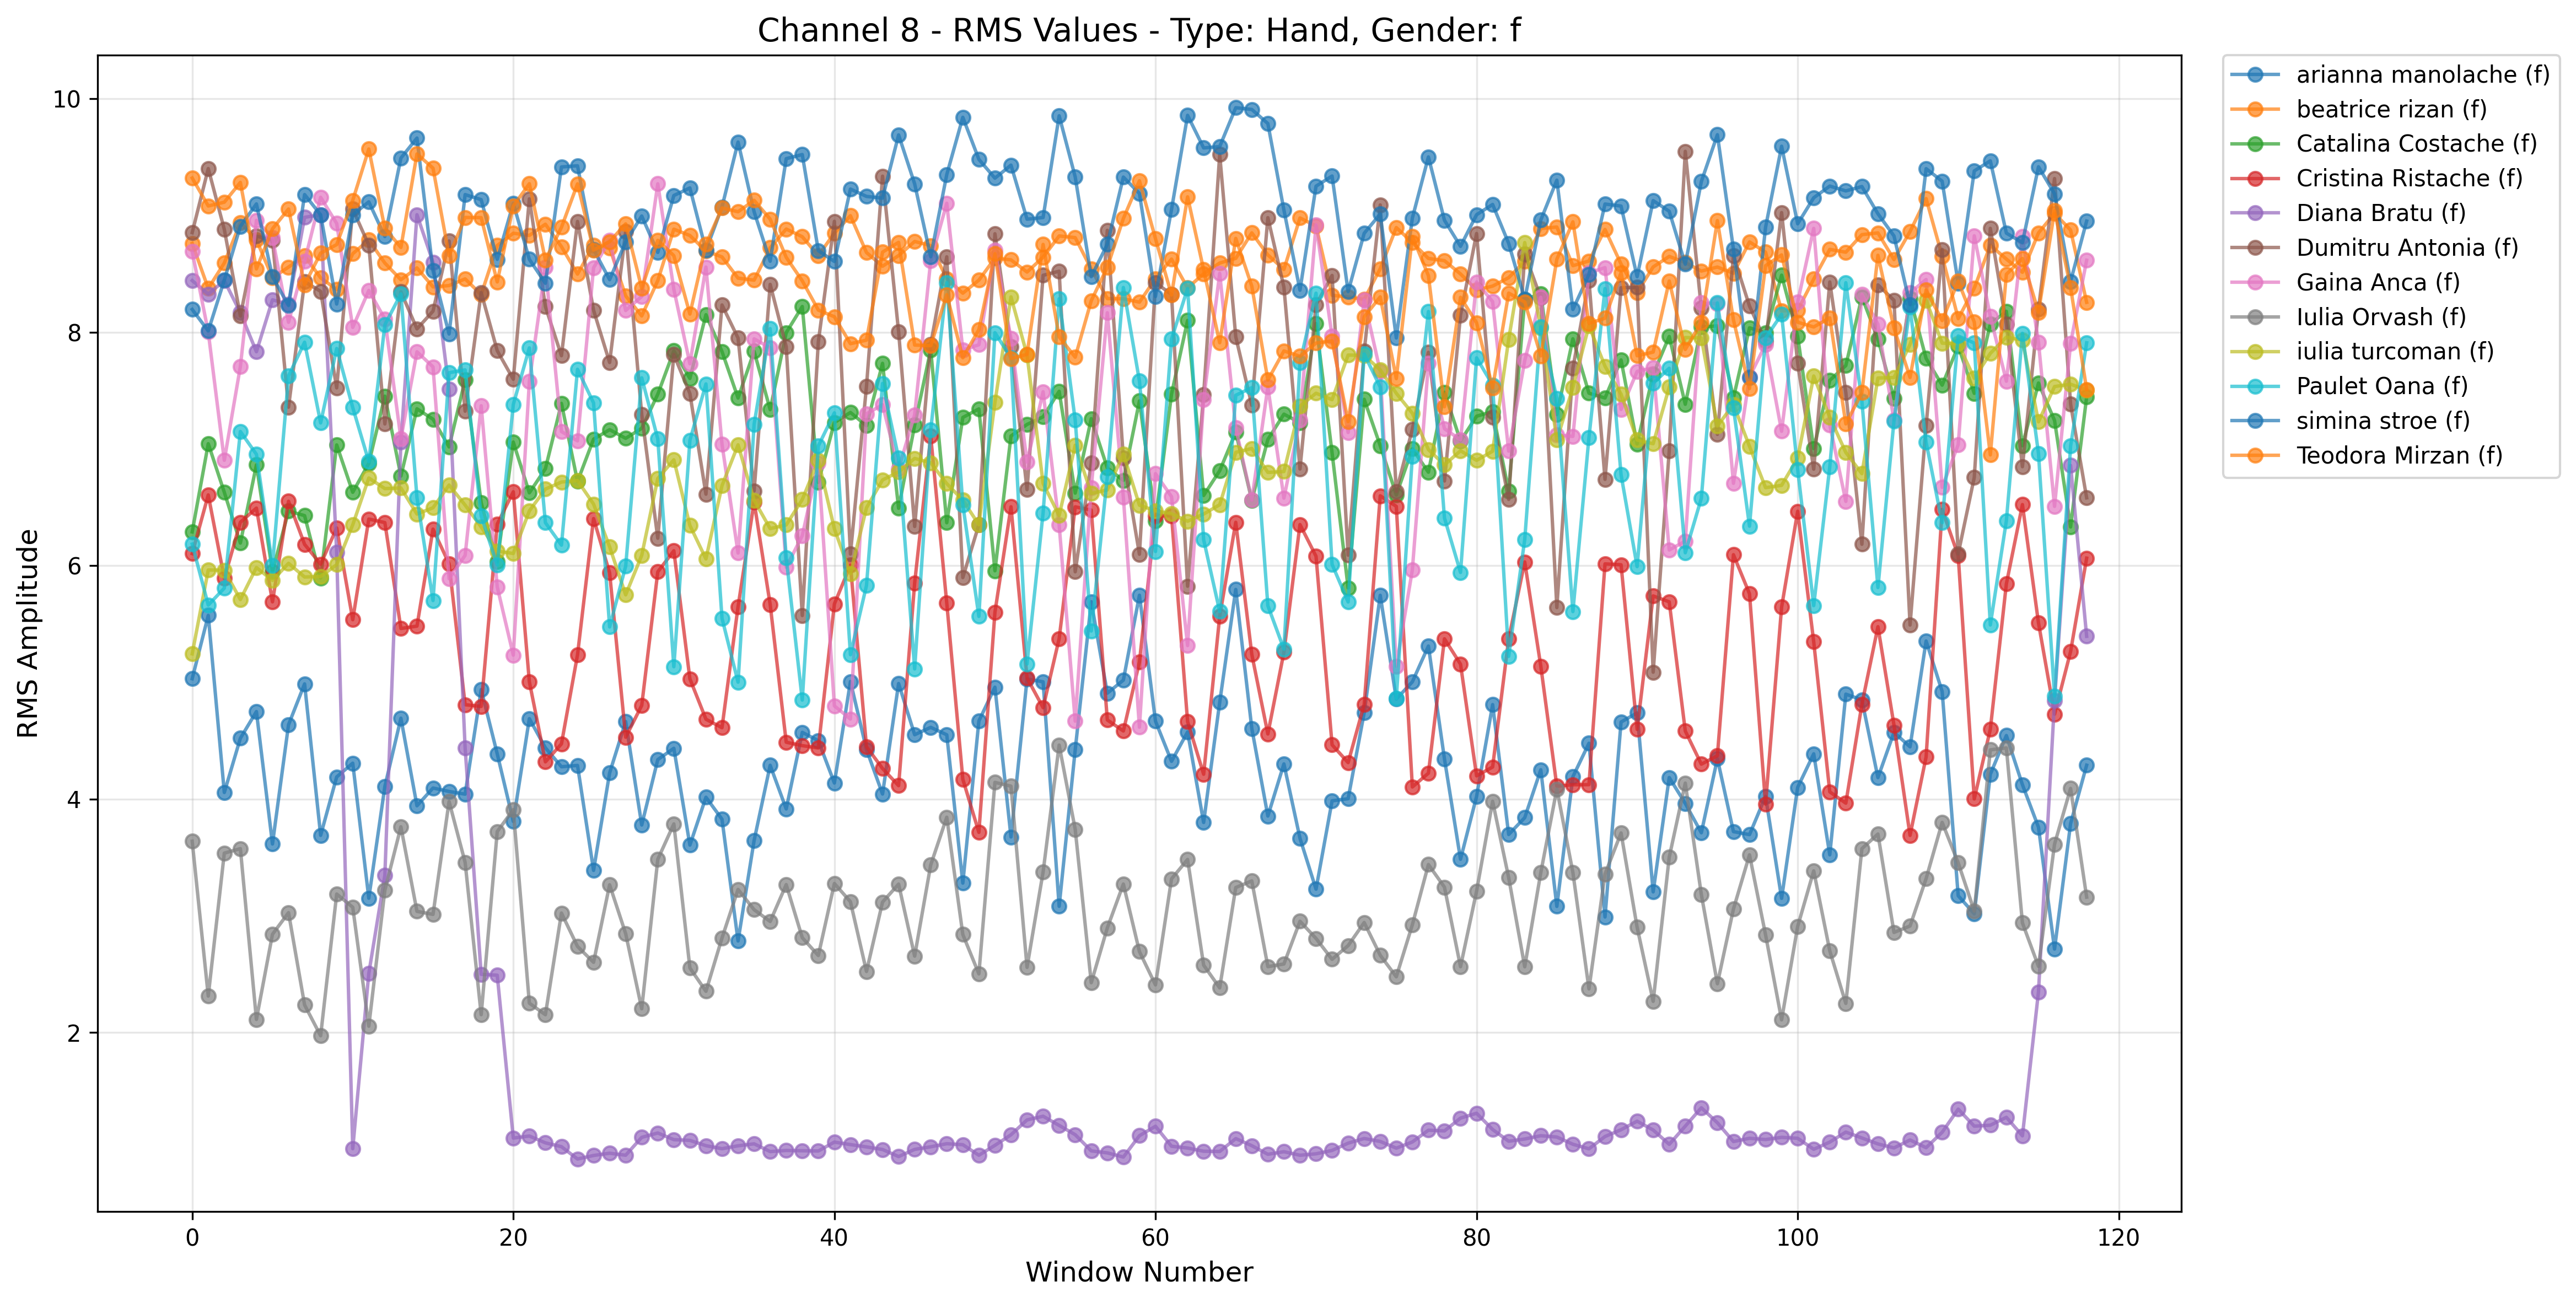 Channel 8 - RMS Values - Type: Hand, Gender: f
arianna manolache (f)
beatrice rizan (f)
Catalina Costache (f)
Cristina Ristache (f)
Diana Bratu (f)
Dumitru Antonia (f)
Gaina Anca (f)
Iulia Orvash (f)
iulia turcoman (f)
Paulet Oana (f)
simina stroe (f)
Teodora Mirzan (f)
RMS Amplitude
10
8
6
4
2
0 20 40 60 80 100 120
Window Number